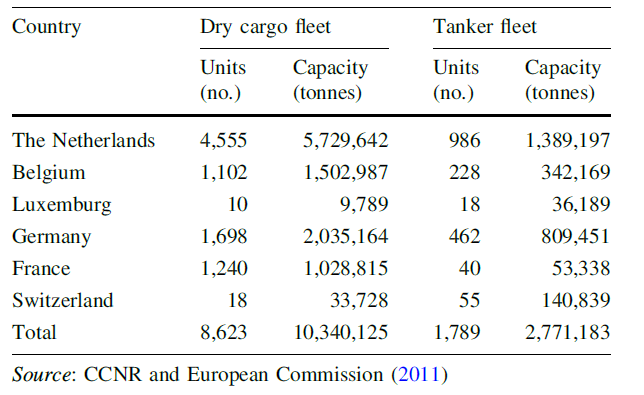 Country Dry cargo fleet Tanker fleet
Units Capacity Units Capacity
(no.) (tonnes) (no.) (tonnes)
The Netherlands 4,555 5,729,642 986 1,389,197
Belgium 1,102 1,502,987 228 342,169
Luxemburg 10 9,789 18 36,189
Germany 1,698 2,035,164 462 809,451
France 1,240 1,028,815 40 53,338
Switzerland 18 33,728 55 140,839
Total 8,623 10,340,125 1,789 2,771,183
Source: CCNR and European Commission (2011)